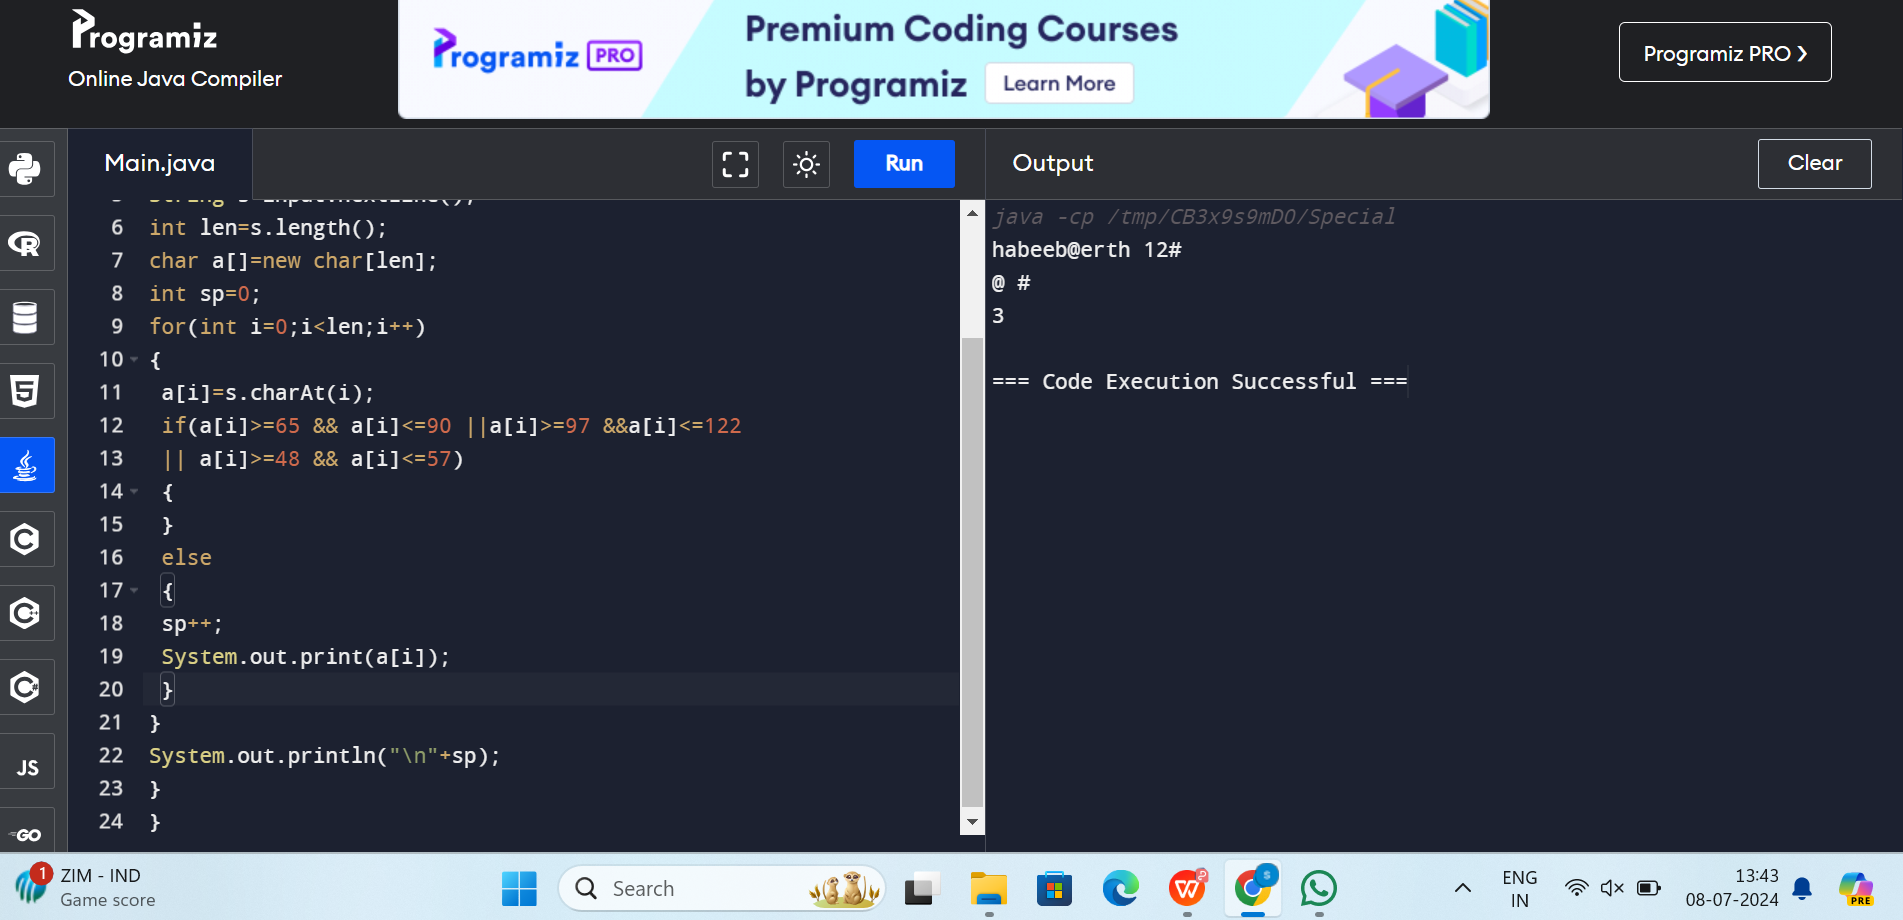 Programiz
Online Java Compiler
Programiz PRO
Premium Coding Courses
by Programiz
Learn More
Programiz PRO ❯
Main.java
Run
Output
Clear
6 int len=s.length();
7 char a[]=new char[len];
8 int sp=0;
9 for(int i=0;i<len;i++)
10 {
11 a[i]=s.charAt(i);
12 if(a[i]>=65 && a[i]<=90 ||a[i]>=97 &&a[i]<=122
13 || a[i]>=48 && a[i]<=57)
14 {
15 }
16 else
17 {
18 sp++;
19 System.out.print(a[i]);
20 }
21 }
22 System.out.println("\n"+sp);
23 }
24 }
java -cp /tmp/CB3x9s9mDO/Special
habeeb@erth 12#
@ #
3
=== Code Execution Successful ===
JS
GO
1
ZIM - IND
Game score
Search
ENG
IN
13:43
08-07-2024
PRE